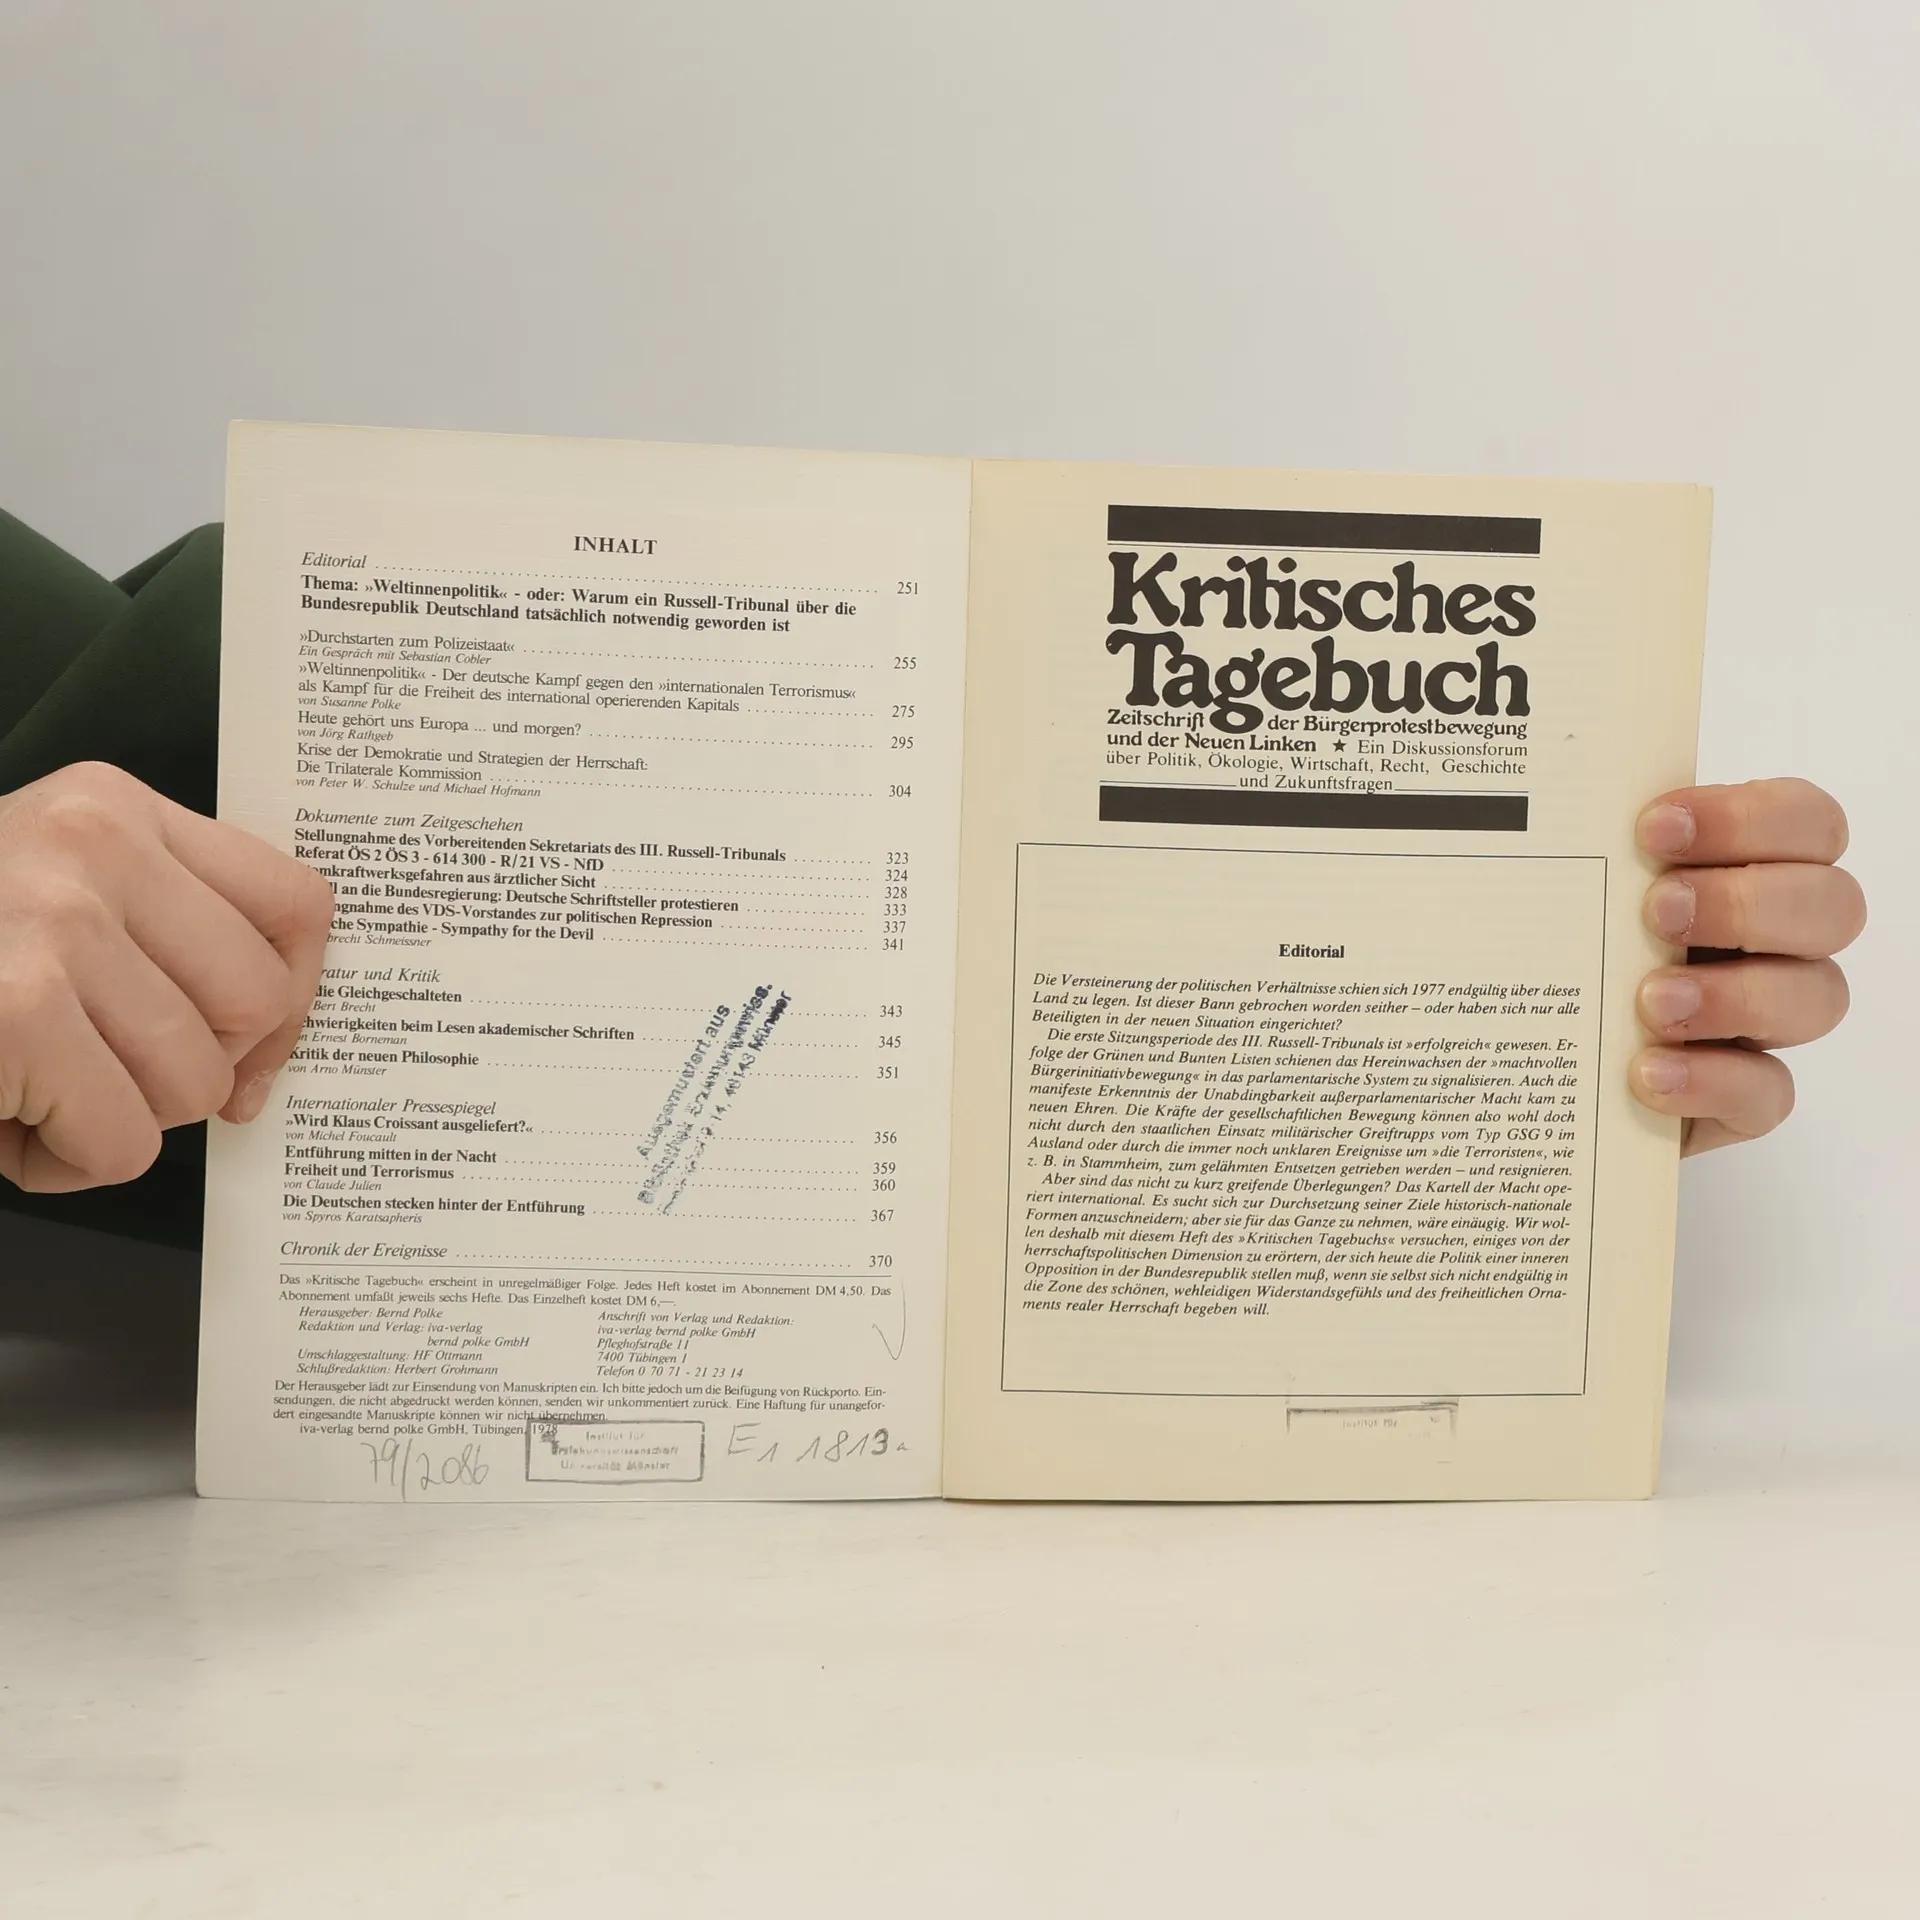 INHALT
Editorial ........ 251
Thema: »Weltinnenpolitik« - oder: Warum ein Russell-Tribunal über die
Bundesrepublik Deutschland tatsächlich notwendig geworden ist
»Durchstarten zum Polizeistaat« ........ 255
Ein Gespräch mit Sebastian Cobler
»Weltinnenpolitik« - Der deutsche Kampf gegen den »internationalen Terrorismus«
als Kampf für die Freiheit des international operierenden Kapitals ........ 275
von Susanne Polke
Heute gehört uns Europa ... und morgen? ........ 295
von Jörg Rathgeb
Krise der Demokratie und Strategien der Herrschaft:
Die Trilaterale Kommission ........ 304
von Peter W. Schulze und Michael Hofmann
Dokumente zum Zeitgeschehen
Stellungnahme des Vorbereitenden Sekretariats des III. Russell-Tribunals ........ 323
Referat ÖS 2 ÖS 3 - 614 300 - R/21 VS - NfD ........ 324
mkraftwerksgefahren aus ärztlicher Sicht ........ 328
ll an die Bundesregierung: Deutsche Schriftsteller protestieren ........ 333
ngnahme des VDS-Vorstandes zur politischen Repression ........ 337
che Sympathie - Sympathy for the Devil ........ 341
brecht Schmeissner
ratur und Kritik
die Gleichgeschalteten ........ 343
Bert Brecht
hwierigkeiten beim Lesen akademischer Schriften ........ 345
n Ernest Borneman
Kritik der neuen Philosophie ........ 351
von Arno Münster
Internationaler Pressespiegel
»Wird Klaus Croissant ausgeliefert?« ........ 356
von Michel Foucault
Entführung mitten in der Nacht ........ 359
Freiheit und Terrorismus ........ 360
von Claude Julien
Die Deutschen stecken hinter der Entführung ........ 367
von Spyros Karatsapheris
Chronik der Ereignisse ........ 370
Das »Kritische Tagebuch« erscheint in unregelmäßiger Folge. Jedes Heft kostet im Abonnement DM 4,50. Das
Abonnement umfaßt jeweils sechs Hefte. Das Einzelheft kostet DM 6,—.
Herausgeber: Bernd Polke
Redaktion und Verlag: iva-verlag
bernd polke GmbH
Umschlaggestaltung: HF Ottmann
Schlußredaktion: Herbert Grohmann
Anschrift von Verlag und Redaktion:
iva-verlag bernd polke GmbH
Pfleghofstraße 11
7400 Tübingen 1
Telefon 0 70 71 - 21 23 14
Der Herausgeber lädt zur Einsendung von Manuskripten ein. Ich bitte jedoch um die Beifügung von Rückporto. Ein-
sendungen, die nicht abgedruckt werden können, senden wir unkommentiert zurück. Eine Haftung für unangefor-
dert eingesandte Manuskripte können wir nicht übernehmen.
iva-verlag bernd polke GmbH, Tübingen, 1978
79/2086
Institut für
Erziehungswissenschaft
Universität Münster
E1 1813a
Ausgemustert aus
Bibliothek Erziehungswiss.
14, 48143 Münster
Kritisches
Tagebuch
Zeitschrift der Bürgerprotestbewegung
und der Neuen Linken ★ Ein Diskussionsforum
über Politik, Ökologie, Wirtschaft, Recht, Geschichte
und Zukunftsfragen
Editorial
Die Versteinerung der politischen Verhältnisse schien sich 1977 endgültig über dieses
Land zu legen. Ist dieser Bann gebrochen worden seither – oder haben sich nur alle
Beteiligten in der neuen Situation eingerichtet?
Die erste Sitzungsperiode des III. Russell-Tribunals ist »erfolgreich« gewesen. Er-
folge der Grünen und Bunten Listen schienen das Hereinwachsen der »machtvollen
Bürgerinitiativbewegung« in das parlamentarische System zu signalisieren. Auch die
manifeste Erkenntnis der Unabdingbarkeit außerparlamentarischer Macht kam zu
neuen Ehren. Die Kräfte der gesellschaftlichen Bewegung können also wohl doch
nicht durch den staatlichen Einsatz militärischer Greiftrupps vom Typ GSG 9 im
Ausland oder durch die immer noch unklaren Ereignisse um »die Terroristen«, wie
z. B. in Stammheim, zum gelähmten Entsetzen getrieben werden – und resignieren.
Aber sind das nicht zu kurz greifende Überlegungen? Das Kartell der Macht ope-
riert international. Es sucht sich zur Durchsetzung seiner Ziele historisch-nationale
Formen anzuschneidern; aber sie für das Ganze zu nehmen, wäre einäugig. Wir wol-
len deshalb mit diesem Heft des »Kritischen Tagebuchs« versuchen, einiges von der
herrschaftspolitischen Dimension zu erörtern, der sich heute die Politik einer inneren
Opposition in der Bundesrepublik stellen muß, wenn sie selbst sich nicht endgültig in
die Zone des schönen, wehleidigen Widerstandsgefühls und des freiheitlichen Orna-
ments realer Herrschaft begeben will.